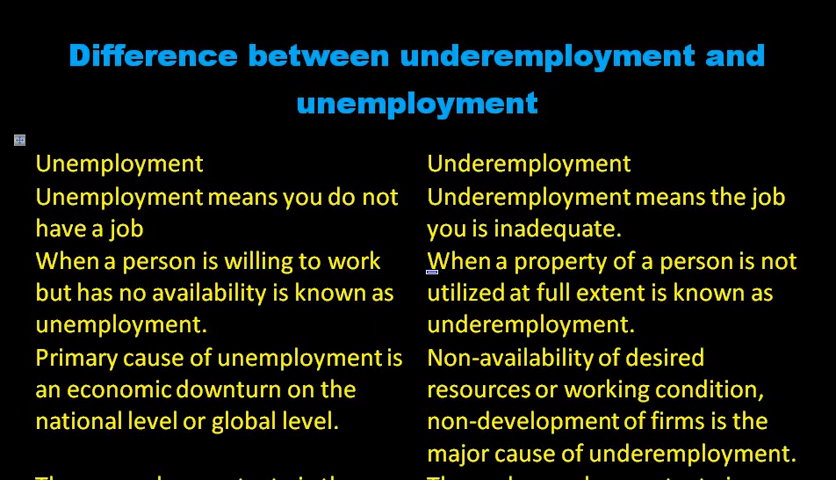 Difference between underemployment and
unemployment
Unemployment
Unemployment means you do not
have a job
When a person is willing to work
but has no availability is known as
unemployment.
Primary cause of unemployment is
an economic downturn on the
national level or global level.
Underemployment
Underemployment means the job
you is inadequate.
When a property of a person is not
utilized at full extent is known as
underemployment.
Non-availability of desired
resources or working condition,
non-development of firms is the
major cause of underemployment.